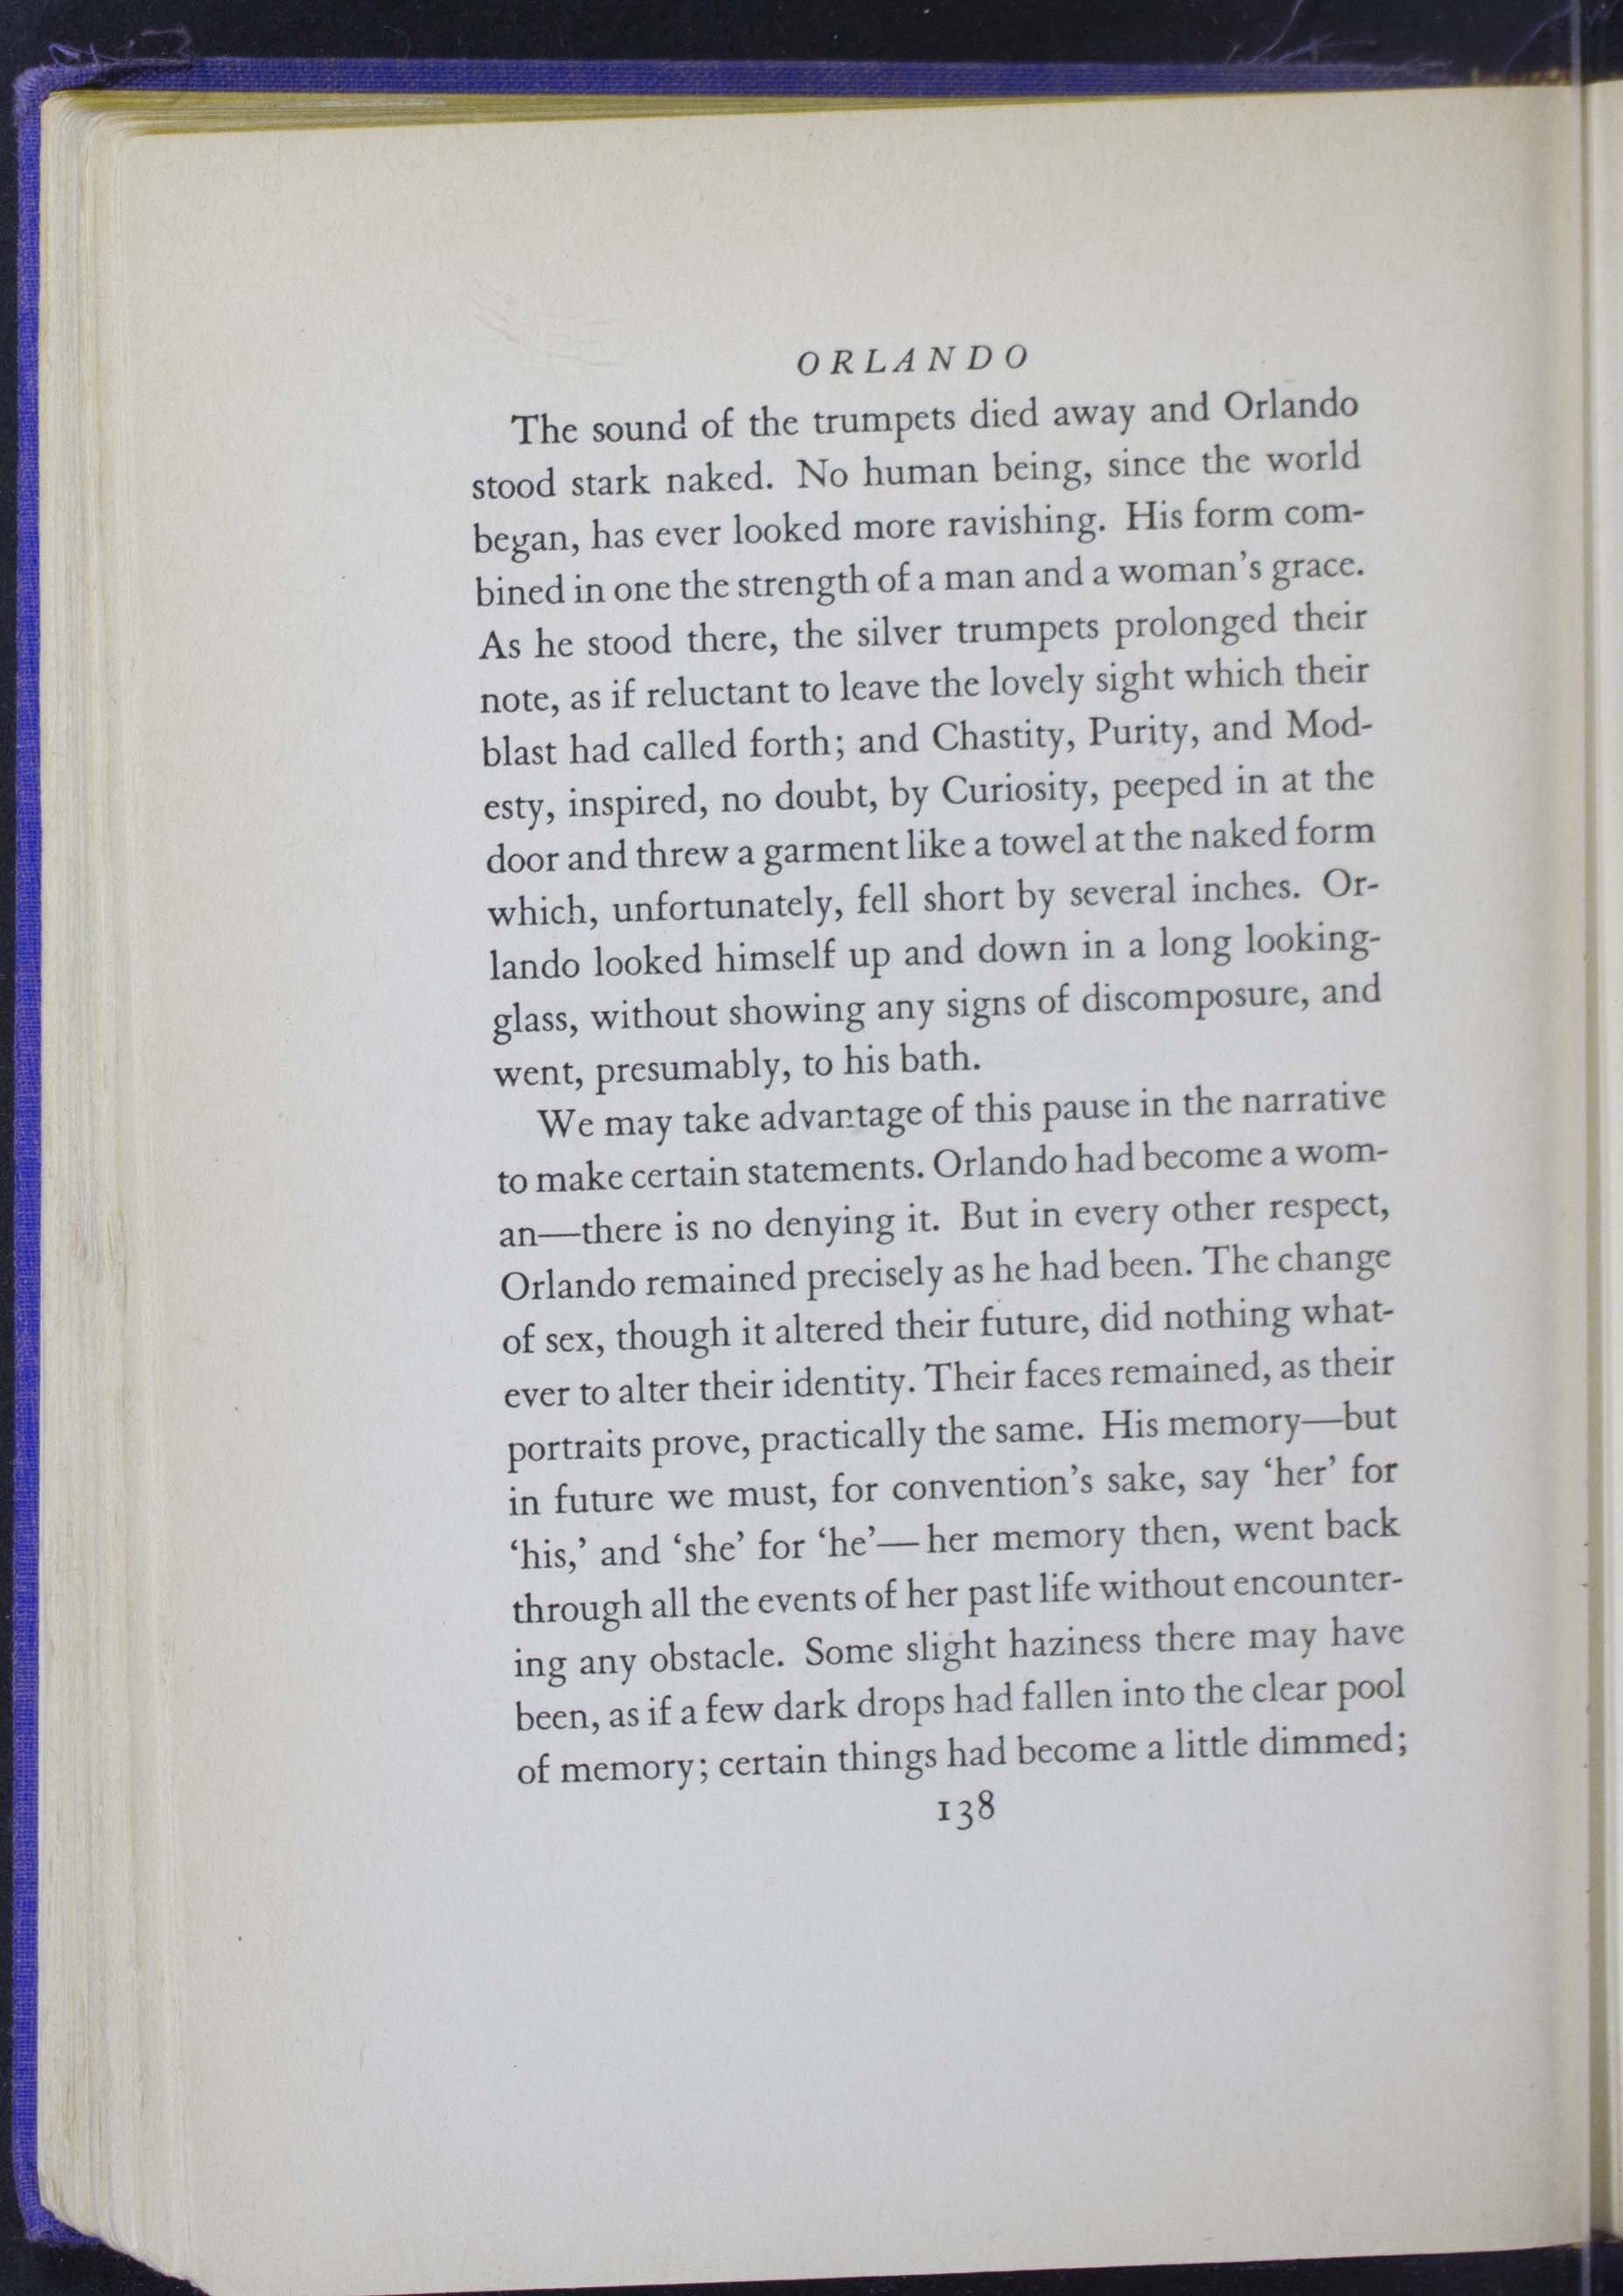 ORLANDO
The sound of the trumpets died away and Orlando
stood stark naked. No human being, since the world
began, has ever looked more ravishing. His form com-
bined in one the strength of a man and a woman's grace.
As he stood there, the silver trumpets prolonged their
note, as if reluctant to leave the lovely sight which their
blast had called forth; and Chastity, Purity, and Mod-
esty, inspired, no doubt, by Curiosity, peeped in at the
door and threw a garment like a towel at the naked form
which, unfortunately, fell short by several inches. Or-
lando looked himself up and down in a long looking-
glass, without showing any signs of discomposure, and
went, presumably, to his bath.
We may take advantage of this pause in the narrative
to make certain statements. Orlando had become a wom-
an—there is no denying it. But in every other respect,
Orlando remained precisely as he had been. The change
of sex, though it altered their future, did nothing what-
ever to alter their identity. Their faces remained, as their
portraits prove, practically the same. His memory—but
in future we must, for convention's sake, say ‘her’ for
‘his,’ and ‘she’ for ‘he’—her memory then, went back
through all the events of her past life without encounter-
ing any obstacle. Some slight haziness there may have
been, as if a few dark drops had fallen into the clear pool
of memory; certain things had become a little dimmed;
138